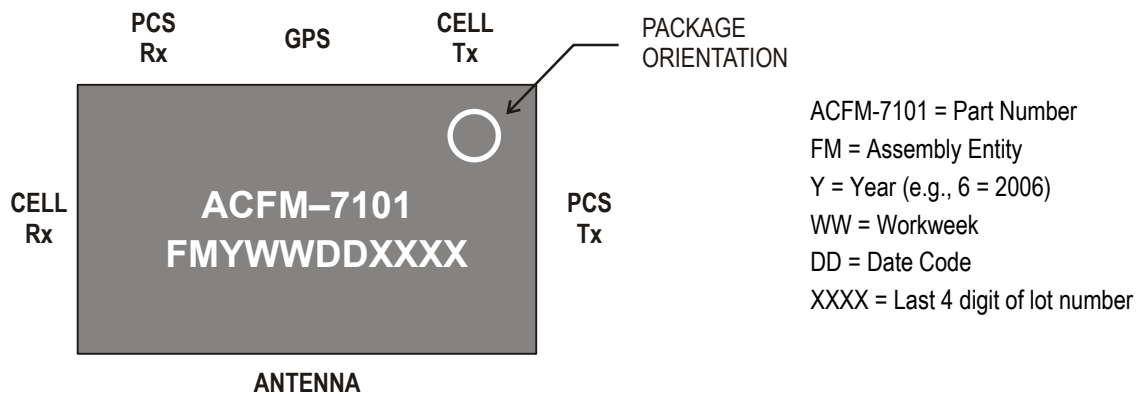 PCS
Rx
GPS
CELL
Tx
PACKAGE
ORIENTATION
CELL
Rx
ACFM–7101
FMYWWDDXXXX
PCS
Tx
ANTENNA
ACFM-7101 = Part Number
FM = Assembly Entity
Y = Year (e.g., 6 = 2006)
WW = Workweek
DD = Date Code
XXXX = Last 4 digit of lot number